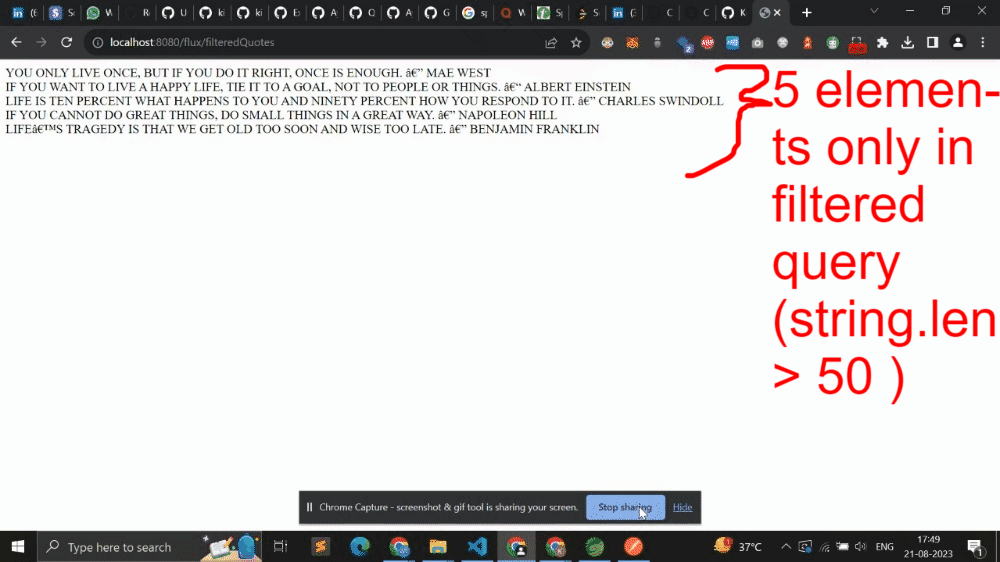 localhost:8080/flux/filteredQuotes
YOU ONLY LIVE ONCE, BUT IF YOU DO IT RIGHT, ONCE IS ENOUGH. â€” MAE WEST
IF YOU WANT TO LIVE A HAPPY LIFE, TIE IT TO A GOAL, NOT TO PEOPLE OR THINGS. â€“ ALBERT EINSTEIN
LIFE IS TEN PERCENT WHAT HAPPENS TO YOU AND NINETY PERCENT HOW YOU RESPOND TO IT. â€” CHARLES SWINDOLL
IF YOU CANNOT DO GREAT THINGS, DO SMALL THINGS IN A GREAT WAY. â€” NAPOLEON HILL
LIFEâ€™S TRAGEDY IS THAT WE GET OLD TOO SOON AND WISE TOO LATE. â€” BENJAMIN FRANKLIN
5 elemen-
ts only in
filtered
query
(string.len
> 50 )
Chrome Capture - screenshot & gif tool is sharing your screen. Stop sharing Hide
Type here to search
37°C
ENG
17:49
21-08-2023